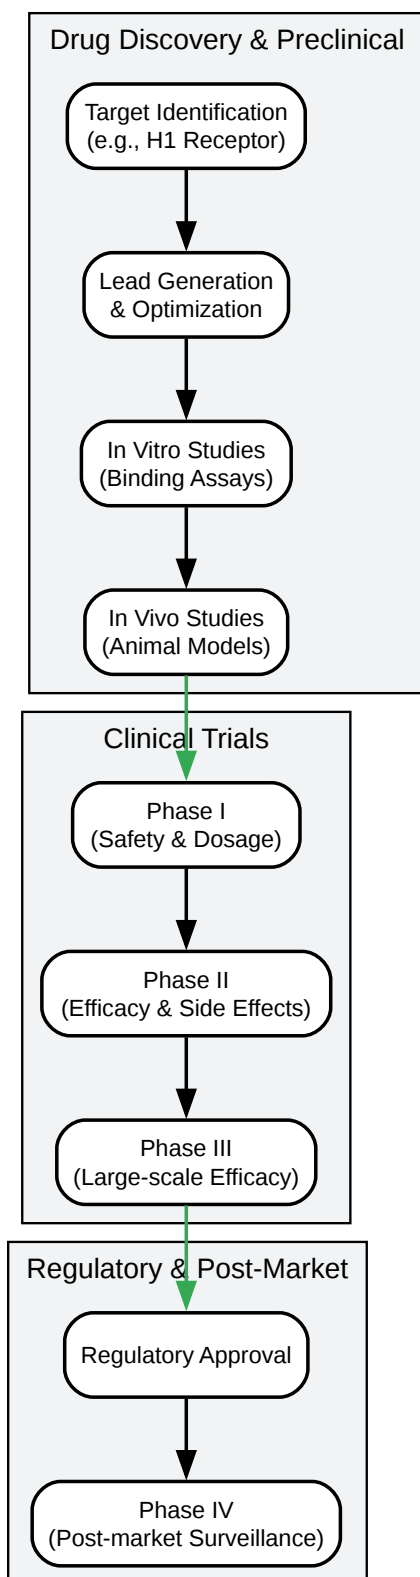 Drug Discovery & Preclinical
Target Identification
(e.g., H1 Receptor)
Lead Generation
& Optimization
In Vitro Studies
(Binding Assays)
In Vivo Studies
(Animal Models)
Clinical Trials
Phase I
(Safety & Dosage)
Phase II
(Efficacy & Side Effects)
Phase III
(Large-scale Efficacy)
Regulatory & Post-Market
Regulatory Approval
Phase IV
(Post-market Surveillance)